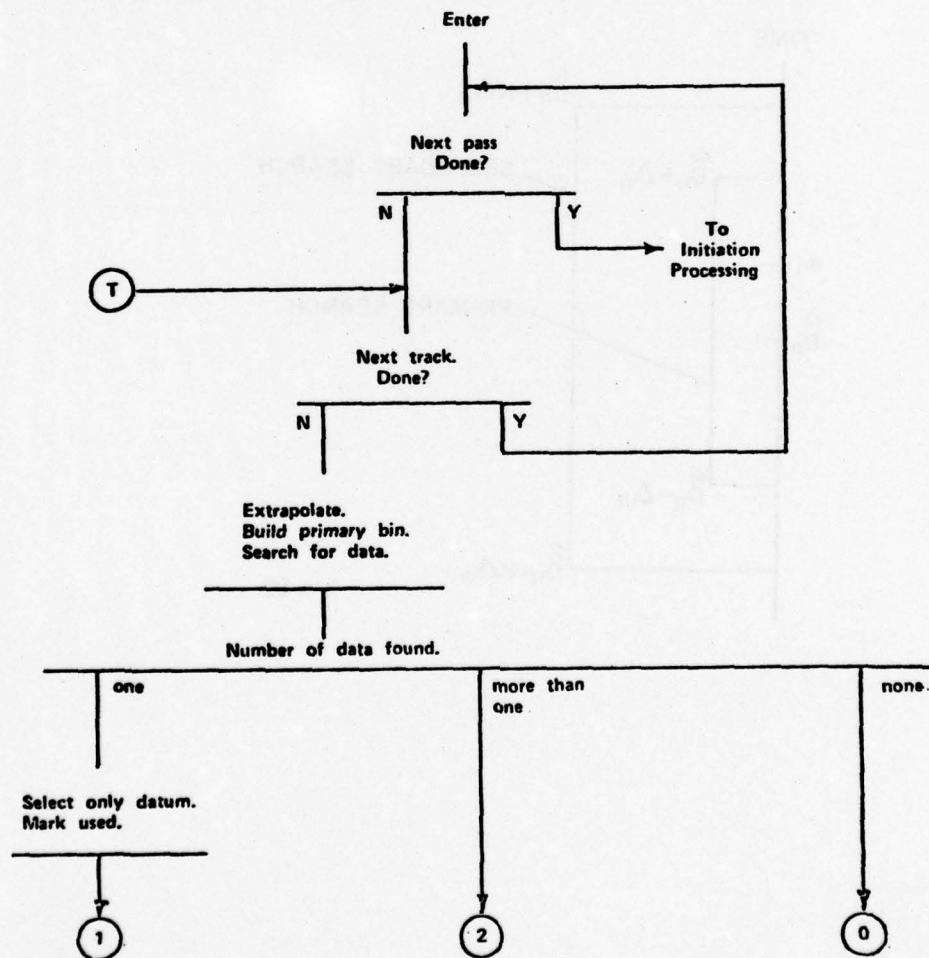 Enter
Next pass
Done?
N
Y
To
Initiation
Processing
T
Next track.
Done?
N
Y
Extrapolate.
Build primary bin.
Search for data.
Number of data found.
one
more than
one
none.
Select only datum.
Mark used.
1
2
0